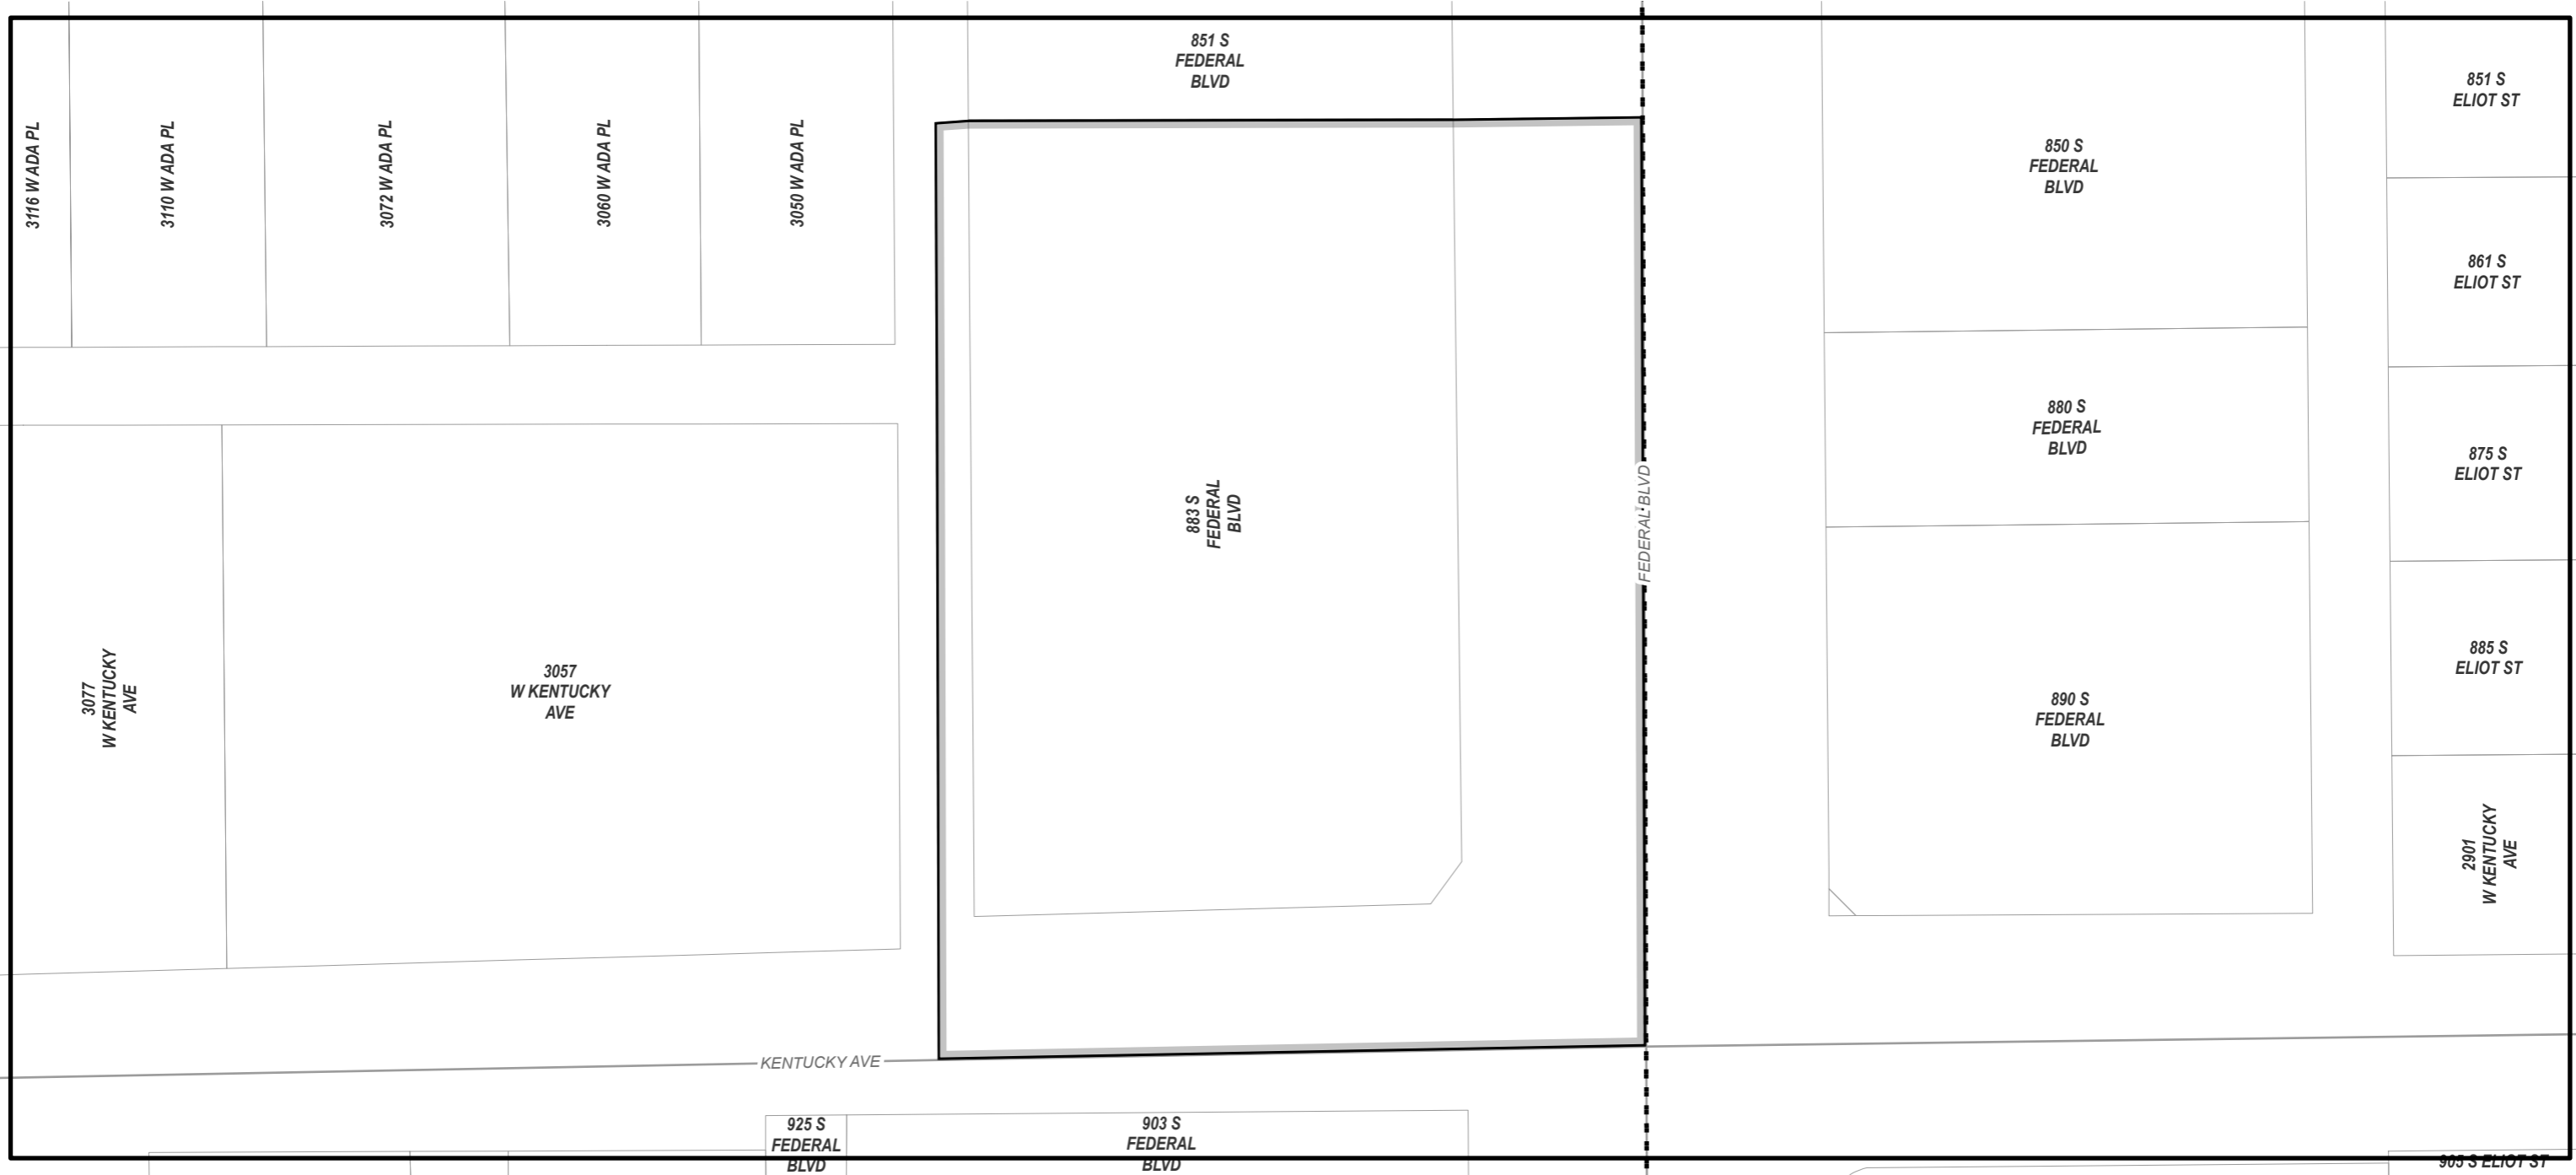 851 S
FEDERAL
BLVD
851 S
ELIOT ST
3116 W ADA PL
3110 W ADA PL
3072 W ADA PL
3060 W ADA PL
3050 W ADA PL
850 S
FEDERAL
BLVD
861 S
ELIOT ST
880 S
FEDERAL
BLVD
875 S
ELIOT ST
883 S
FEDERAL
BLVD
FEDERAL BLVD
3077
W KENTUCKY
AVE
3057
W KENTUCKY
AVE
885 S
ELIOT ST
890 S
FEDERAL
BLVD
2901
W KENTUCKY
AVE
KENTUCKY AVE
925 S
FEDERAL
BLVD
903 S
FEDERAL
BLVD
905 S ELIOT ST